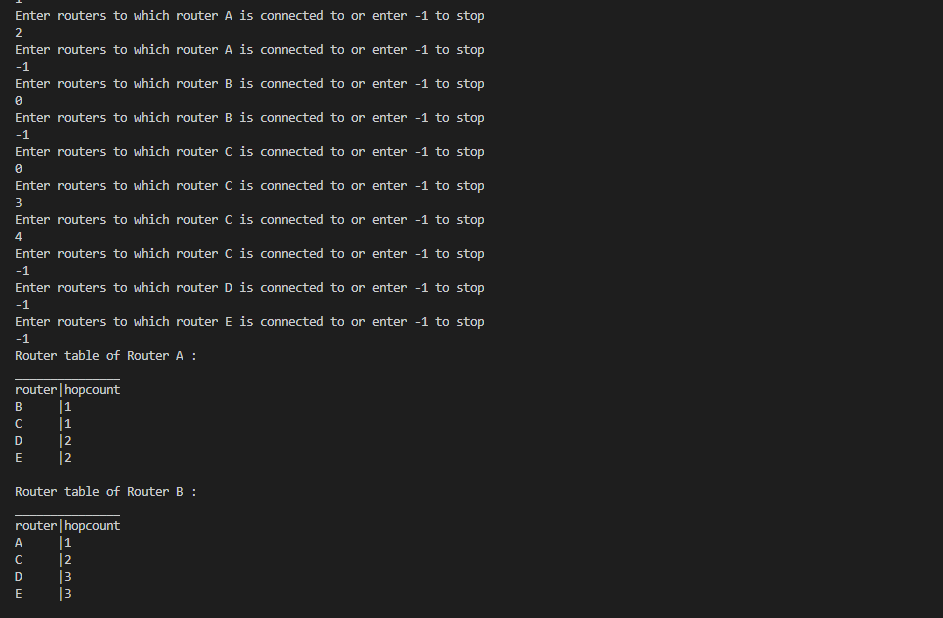 1
Enter routers to which router A is connected to or enter -1 to stop
2
Enter routers to which router A is connected to or enter -1 to stop
-1
Enter routers to which router B is connected to or enter -1 to stop
0
Enter routers to which router B is connected to or enter -1 to stop
-1
Enter routers to which router C is connected to or enter -1 to stop
0
Enter routers to which router C is connected to or enter -1 to stop
3
Enter routers to which router C is connected to or enter -1 to stop
4
Enter routers to which router C is connected to or enter -1 to stop
-1
Enter routers to which router D is connected to or enter -1 to stop
-1
Enter routers to which router E is connected to or enter -1 to stop
-1
Router table of Router A :
_______________
router|hopcount
B     |1
C     |1
D     |2
E     |2
Router table of Router B :
_______________
router|hopcount
A     |1
C     |2
D     |3
E     |3